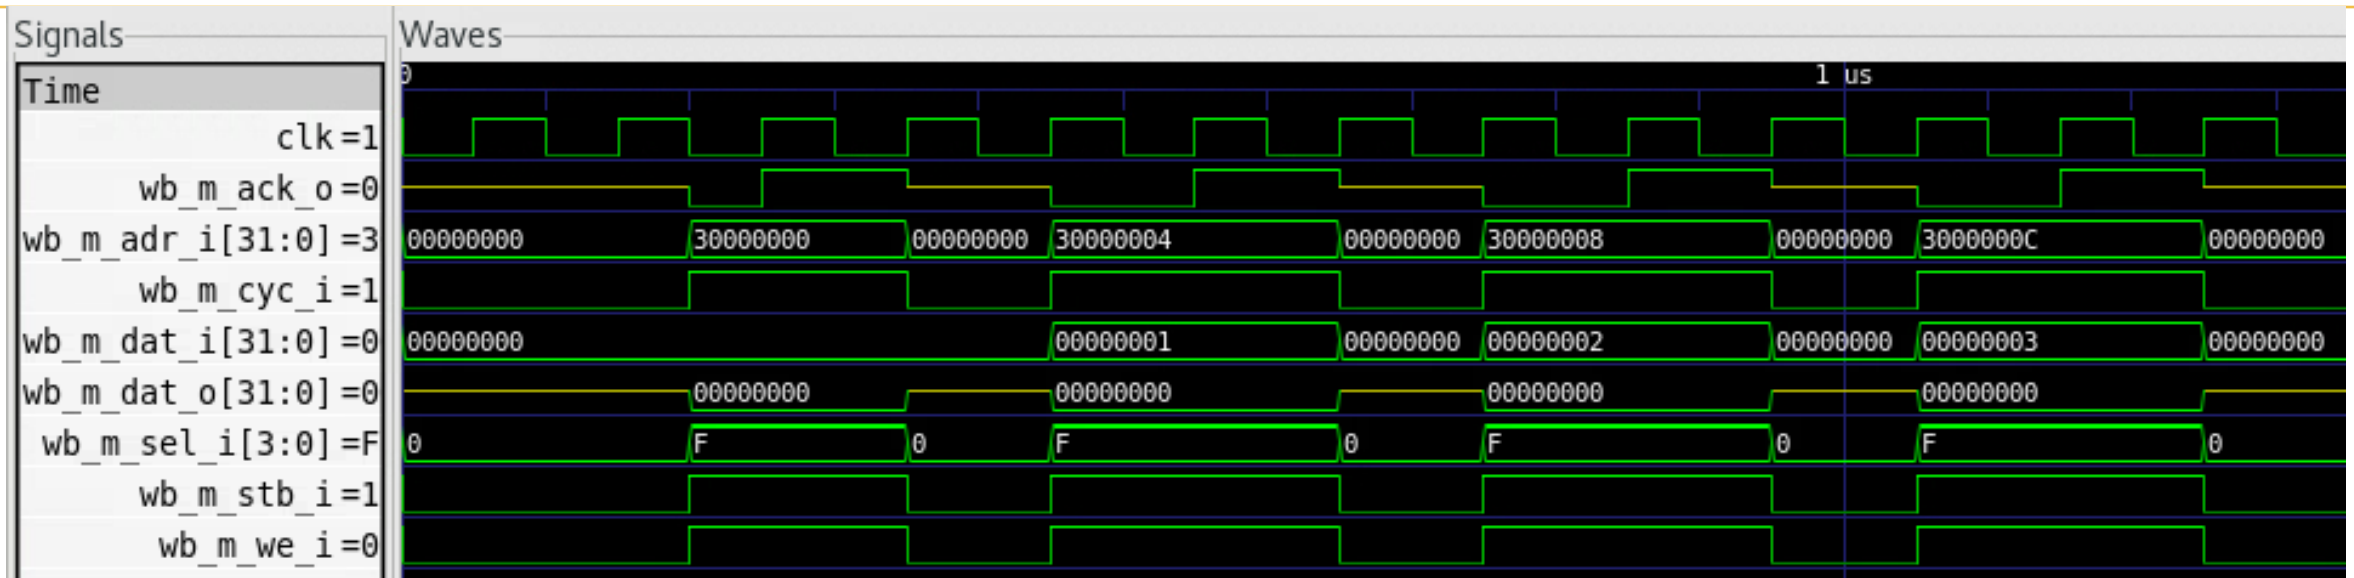 Signals Waves
Time 0 1 us
clk =1
wb_m_ack_o =0
wb_m_adr_i[31:0] =3 00000000 30000000 00000000 30000004 00000000 30000008 00000000 3000000C 00000000
wb_m_cyc_i =1
wb_m_dat_i[31:0] =0 00000000 00000001 00000000 00000002 00000000 00000003 00000000
wb_m_dat_o[31:0] =0 00000000 00000000 00000000 00000000
wb_m_sel_i[3:0] =F 0 F 0 F 0 F 0 F 0
wb_m_stb_i =1
wb_m_we_i =0